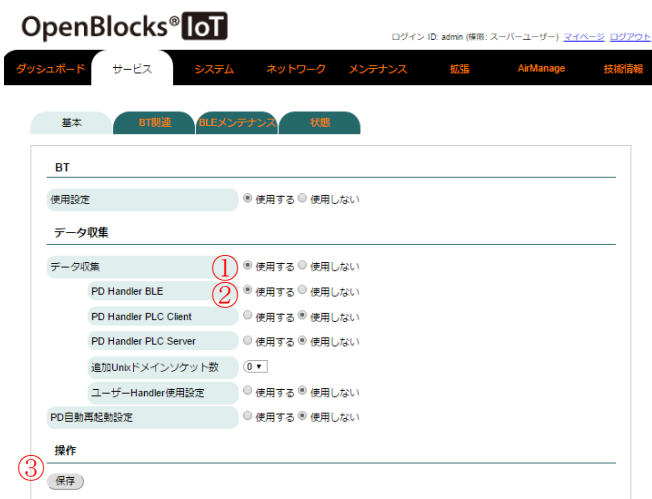 OpenBlocks® IoT
ログイン ID: admin (権限: スーパーユーザー) マイページ ログアウト
ダッシュボード サービス システム ネットワーク メンテナンス 拡張 AirManage 技術情報
基本 BT関連 BLEメンテナンス 状態
BT
使用設定 使用する 使用しない
データ収集
データ収集 ① 使用する 使用しない
PD Handler BLE ② 使用する 使用しない
PD Handler PLC Client 使用する 使用しない
PD Handler PLC Server 使用する 使用しない
追加Unixドメインソケット数 0 ▼
ユーザーHandler使用設定 使用する 使用しない
PD自動再起動設定 使用する 使用しない
操作
③ 保存